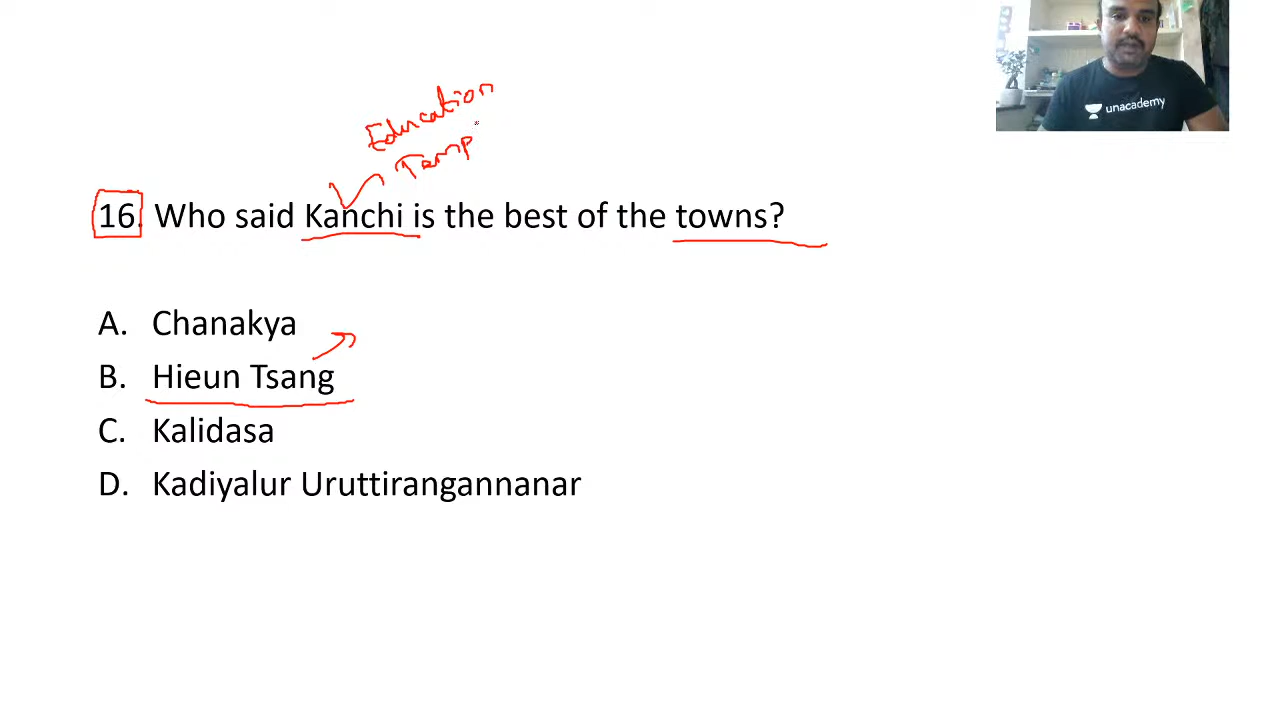 unacademy
Education
Temp
16. Who said Kanchi is the best of the towns?
A. Chanakya
B. Hieun Tsang
C. Kalidasa
D. Kadiyalur Uruttirangannanar